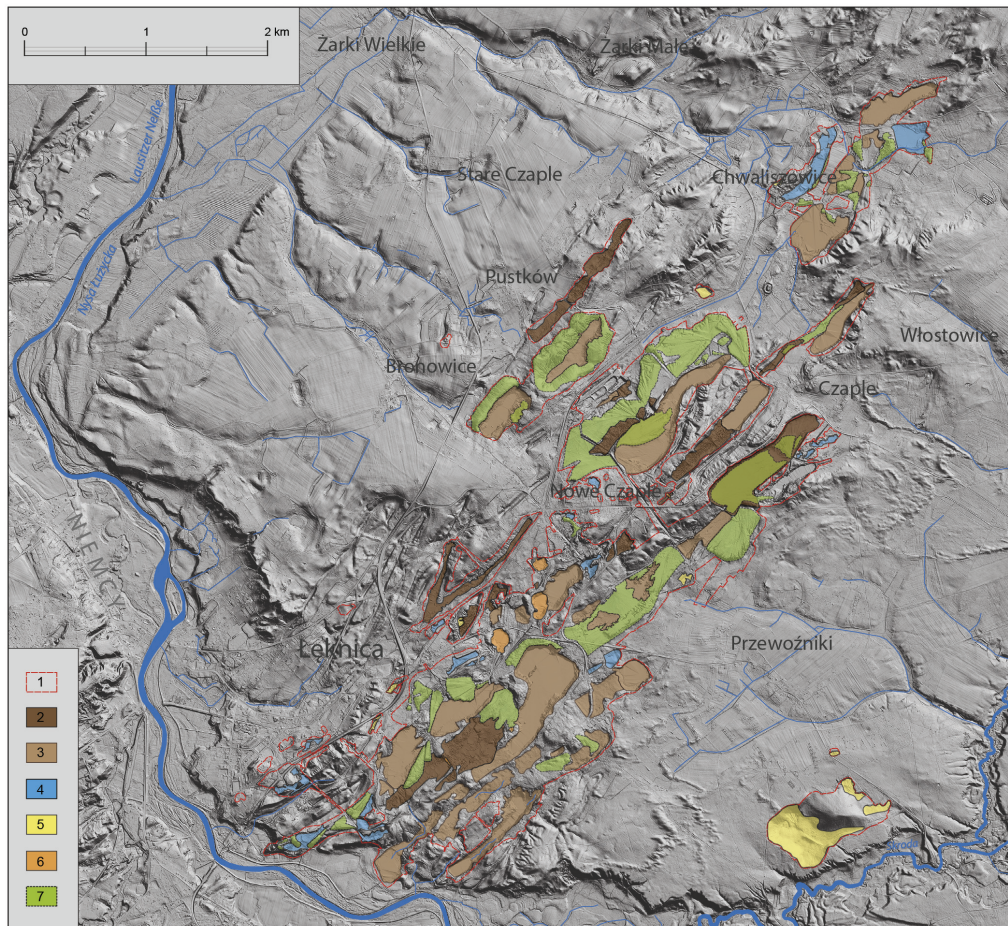 0 1 2 km
Żarki Wielkie
Żarki Małe
Lausitzer Neiße
Stare Czaple
Chwaliszowice
Nysa Łużycka
Pustków
Bronowice
Włostowice
Czaple
Nowe Czaple
NIEMCY
Łęknica
Przewoźniki
1
2
3
4
5
6
7